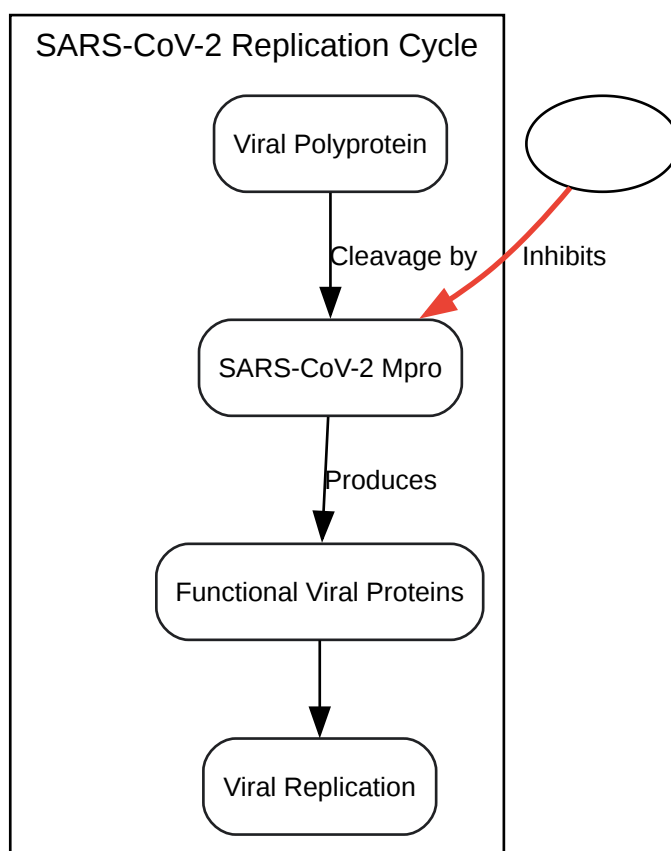 SARS-CoV-2 Replication Cycle
Viral Polyprotein
Cleavage by
Inhibits
SARS-CoV-2 Mpro
Produces
Functional Viral Proteins
Viral Replication